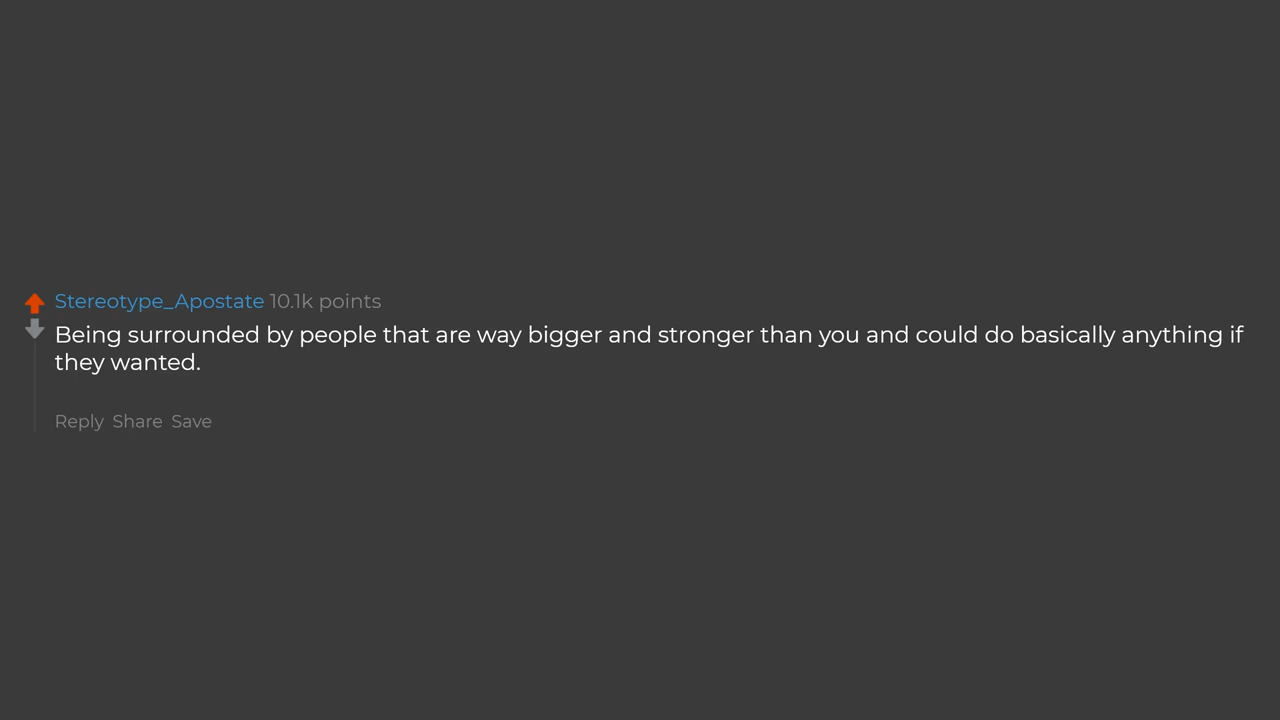 Stereotype_Apostate 10.1k points
Being surrounded by people that are way bigger and stronger than you and could do basically anything if
they wanted.
Reply Share Save